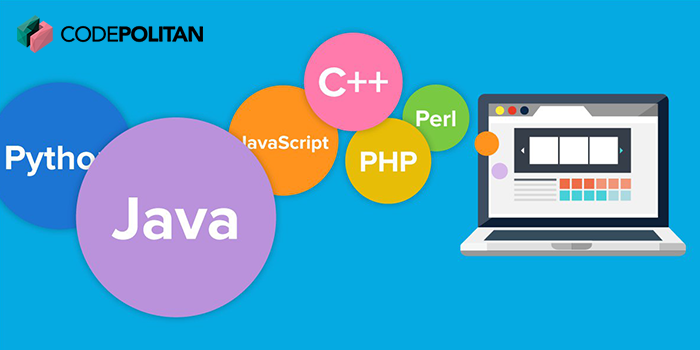 CODEPOLITAN
C++
Perl
JavaScript
PHP
Pytho
Java